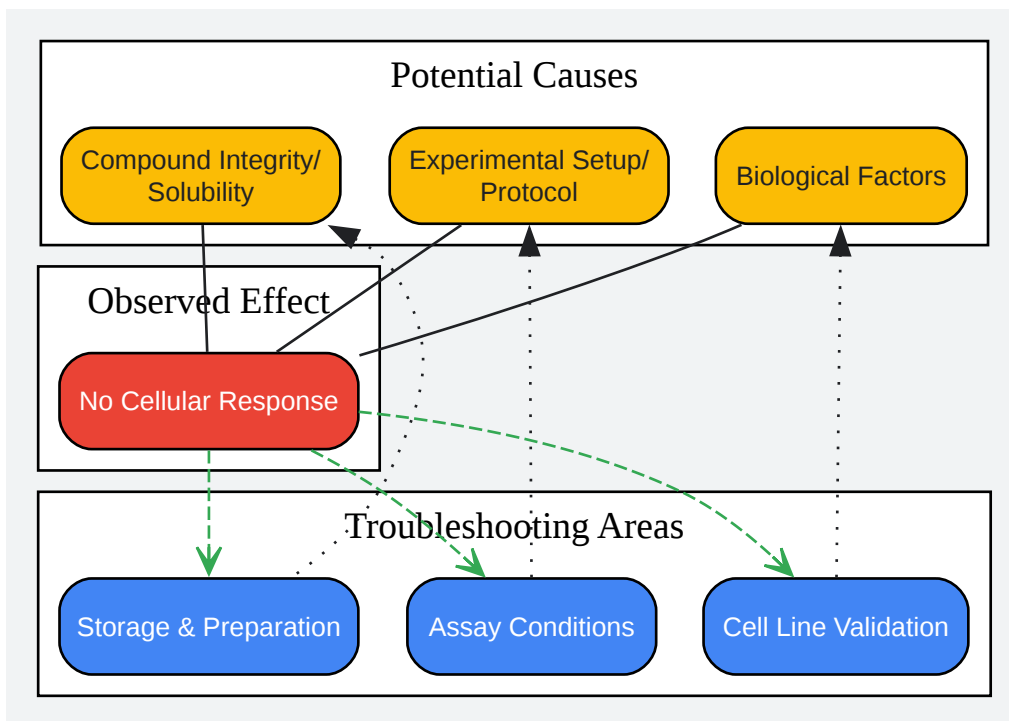 Potential Causes
Compound Integrity/
Solubility
Experimental Setup/
Protocol
Biological Factors
Observed Effect
No Cellular Response
Troubleshooting Areas
Storage & Preparation
Assay Conditions
Cell Line Validation